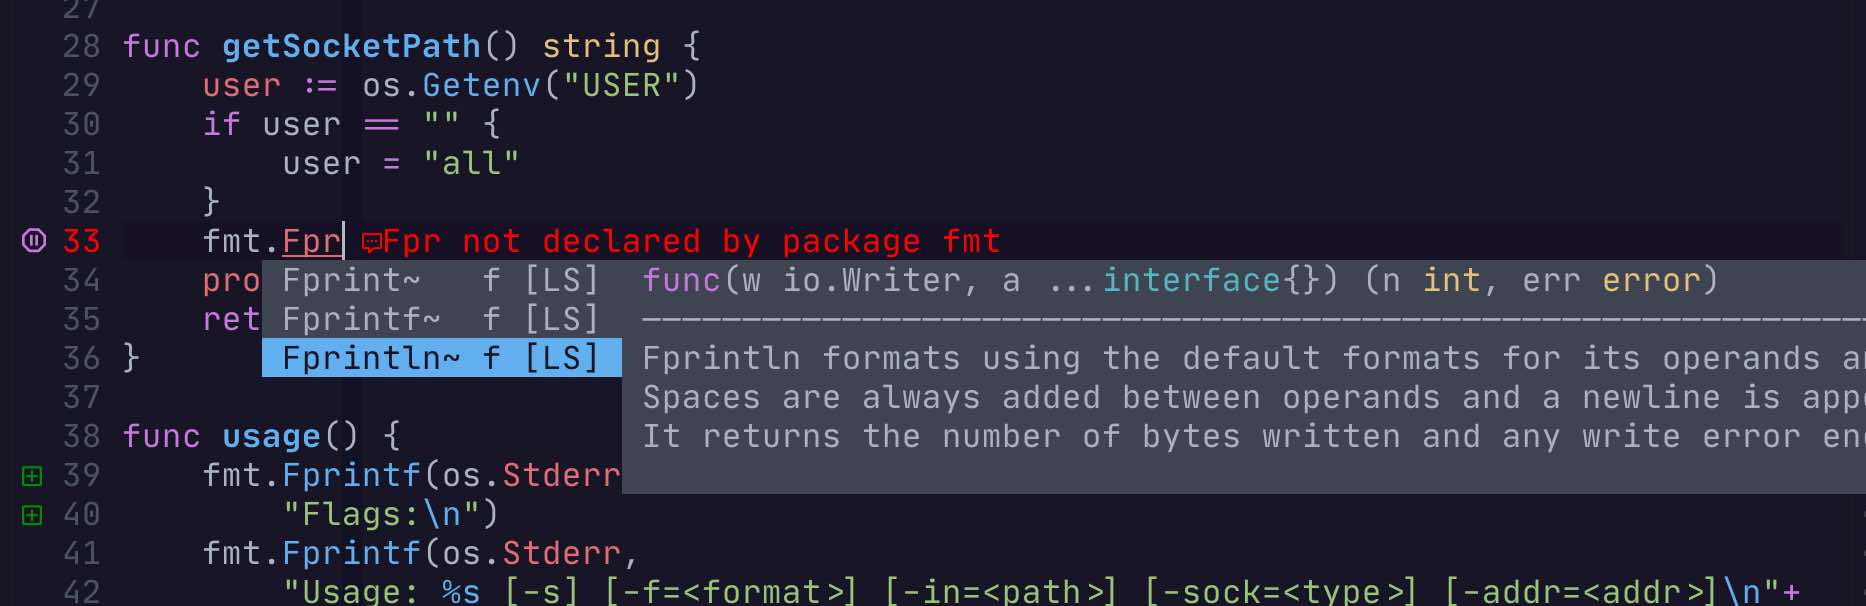 27
28 func getSocketPath() string {
29 user := os.Getenv("USER")
30 if user == "" {
31 user = "all"
32 }
33 fmt.Fpr Fpr not declared by package fmt
34 pro Fprint~ f [LS] func(w io.Writer, a ...interface{}) (n int, err error)
35 ret Fprintf~ f [LS]
36 } Fprintln~ f [LS] Fprintln formats using the default formats for its operands a
37 Spaces are always added between operands and a newline is app
38 func usage() { It returns the number of bytes written and any write error en
39 fmt.Fprintf(os.Stderr
40 "Flags:\n")
41 fmt.Fprintf(os.Stderr,
42 "Usage: %s [-s] [-f=<format>] [-in=<path>] [-sock=<type>] [-addr=<addr>]\n"+